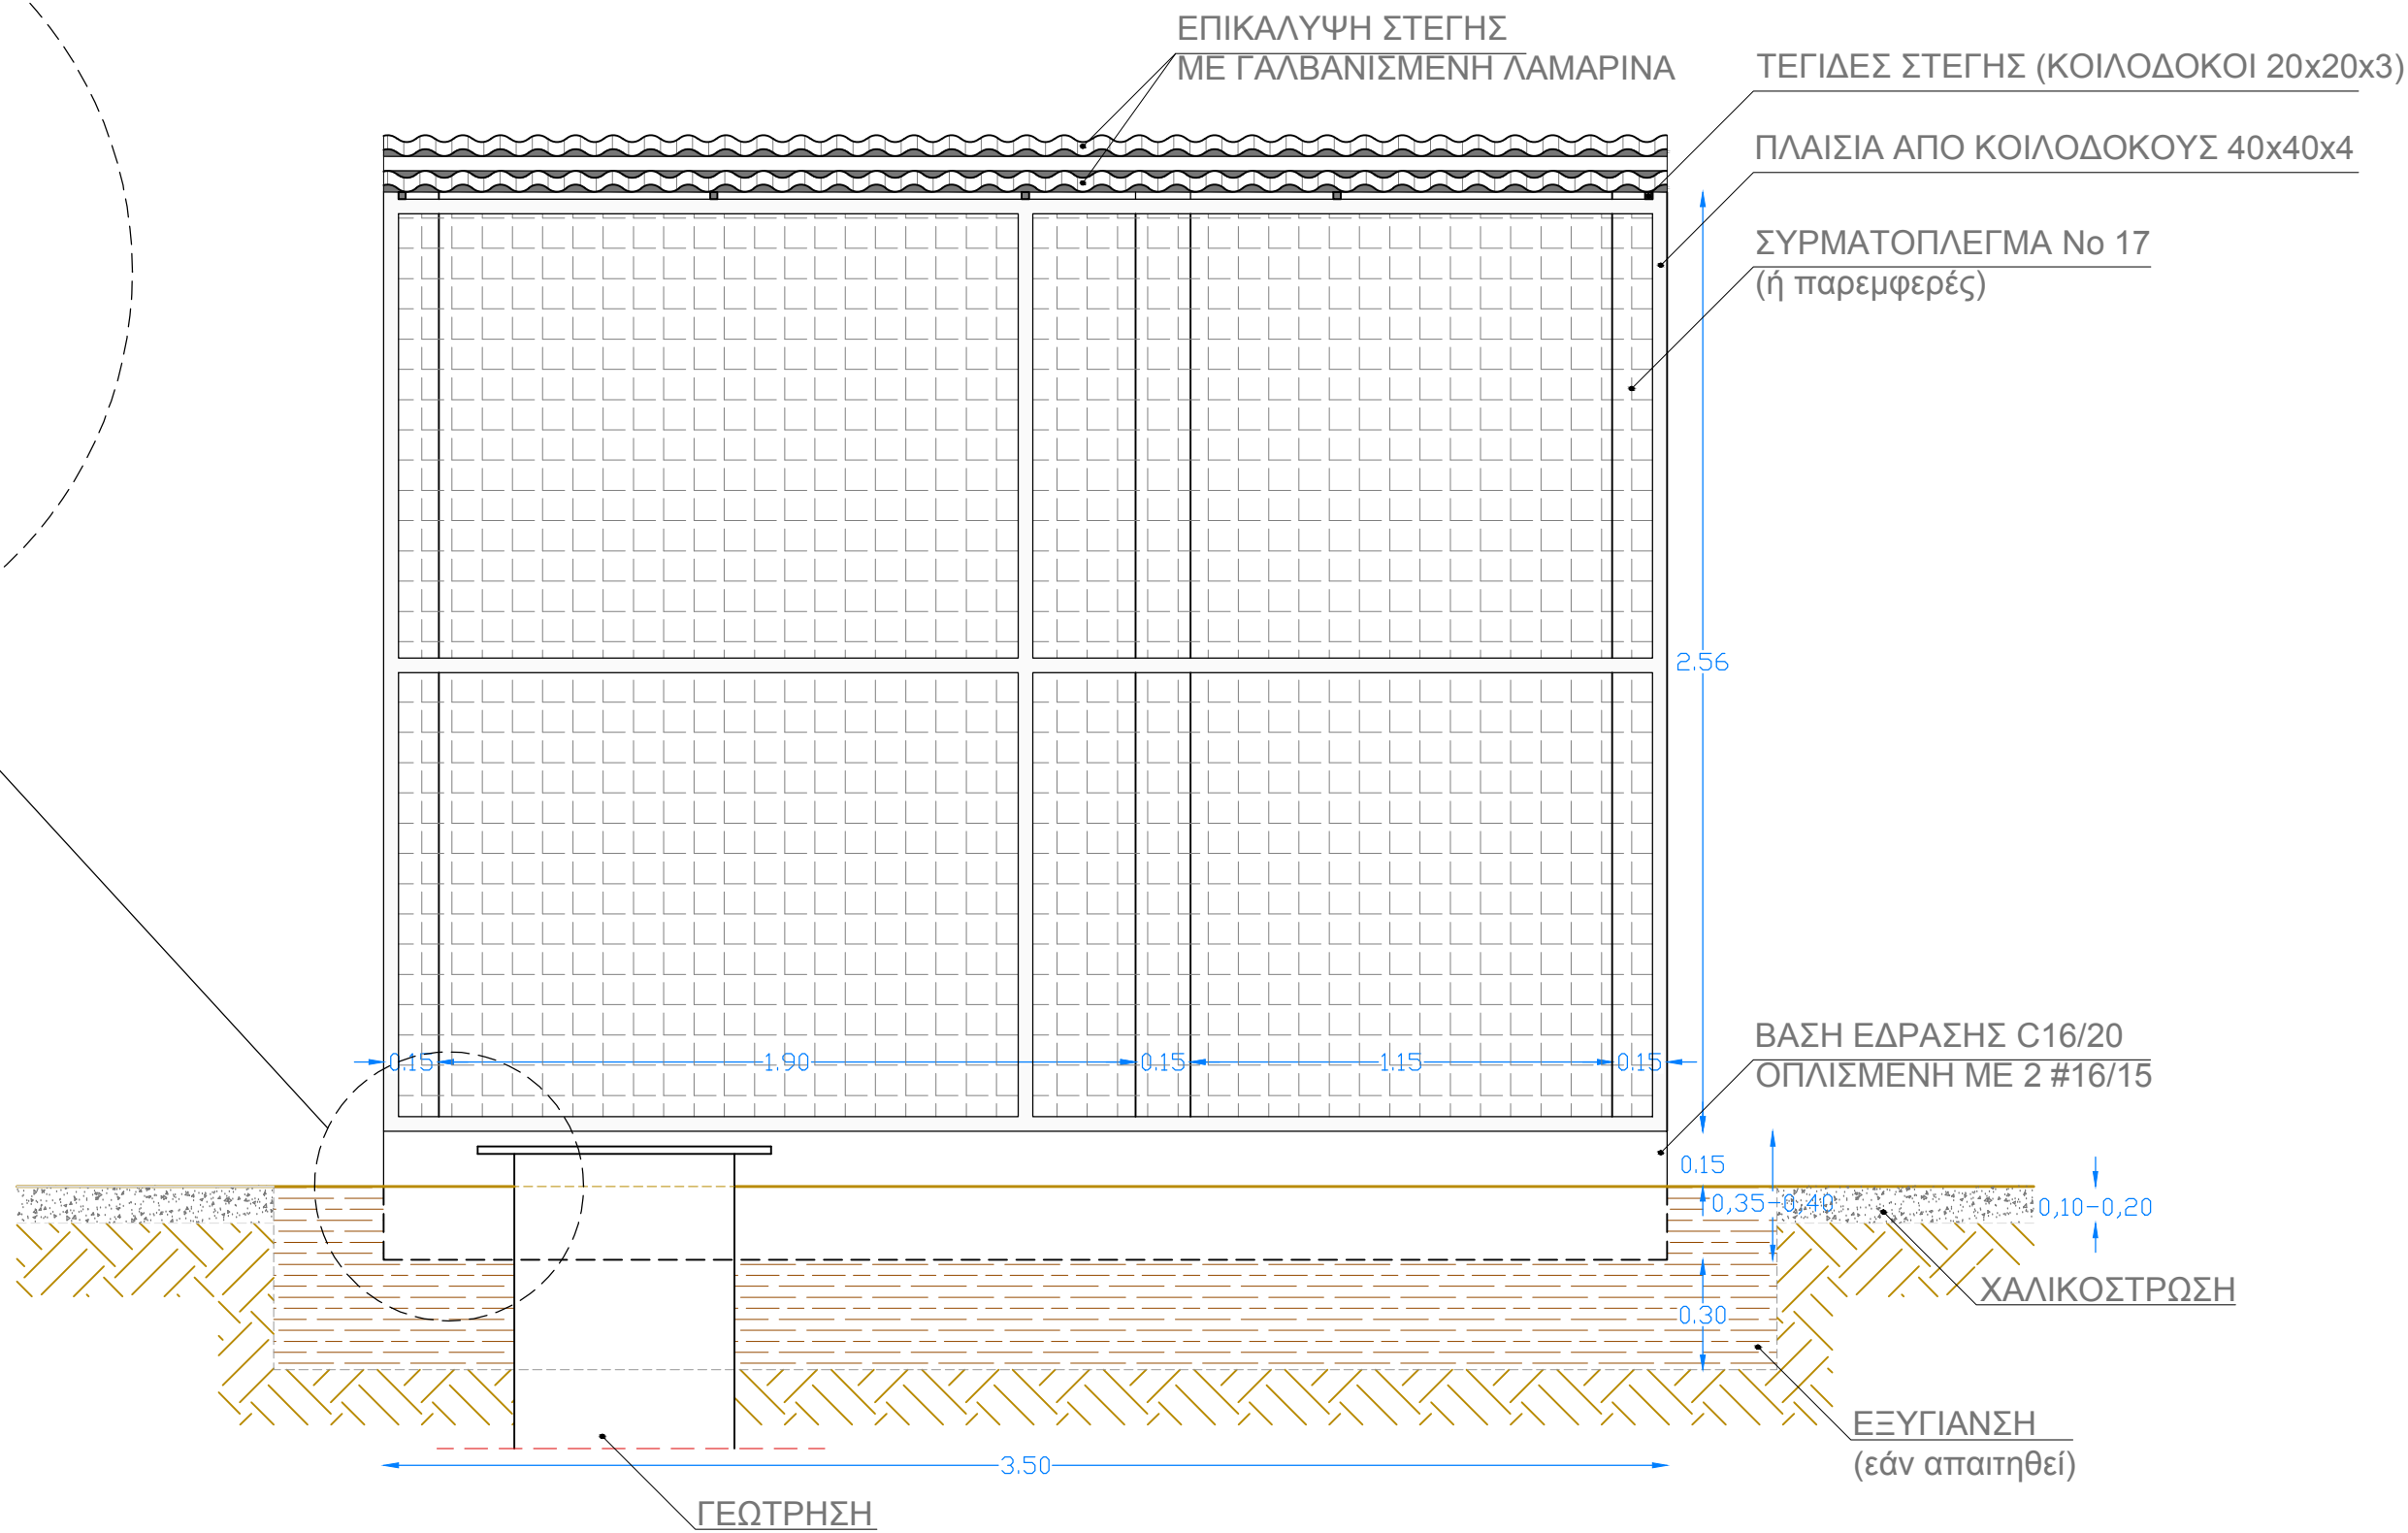 ΕΠΙΚΑΛΥΨΗ ΣΤΕΓΗΣ
ΜΕ ΓΑΛΒΑΝΙΣΜΕΝΗ ΛΑΜΑΡΙΝΑ
ΤΕΓΙΔΕΣ ΣΤΕΓΗΣ (ΚΟΙΛΟΔΟΚΟΙ 20x20x3)
ΠΛΑΙΣΙΑ ΑΠΟ ΚΟΙΛΟΔΟΚΟΥΣ 40x40x4
ΣΥΡΜΑΤΟΠΛΕΓΜΑ Νο 17
(ή παρεμφερές)
2.56
0.15 1.90 0.15 1.15 0.15
ΒΑΣΗ ΕΔΡΑΣΗΣ C16/20
ΟΠΛΙΣΜΕΝΗ ΜΕ 2 #16/15
0.15
0,35-0.40
0,10-0,20
ΧΑΛΙΚΟΣΤΡΩΣΗ
0.30
ΕΞΥΓΙΑΝΣΗ
(εάν απαιτηθεί)
3.50
ΓΕΩΤΡΗΣΗ